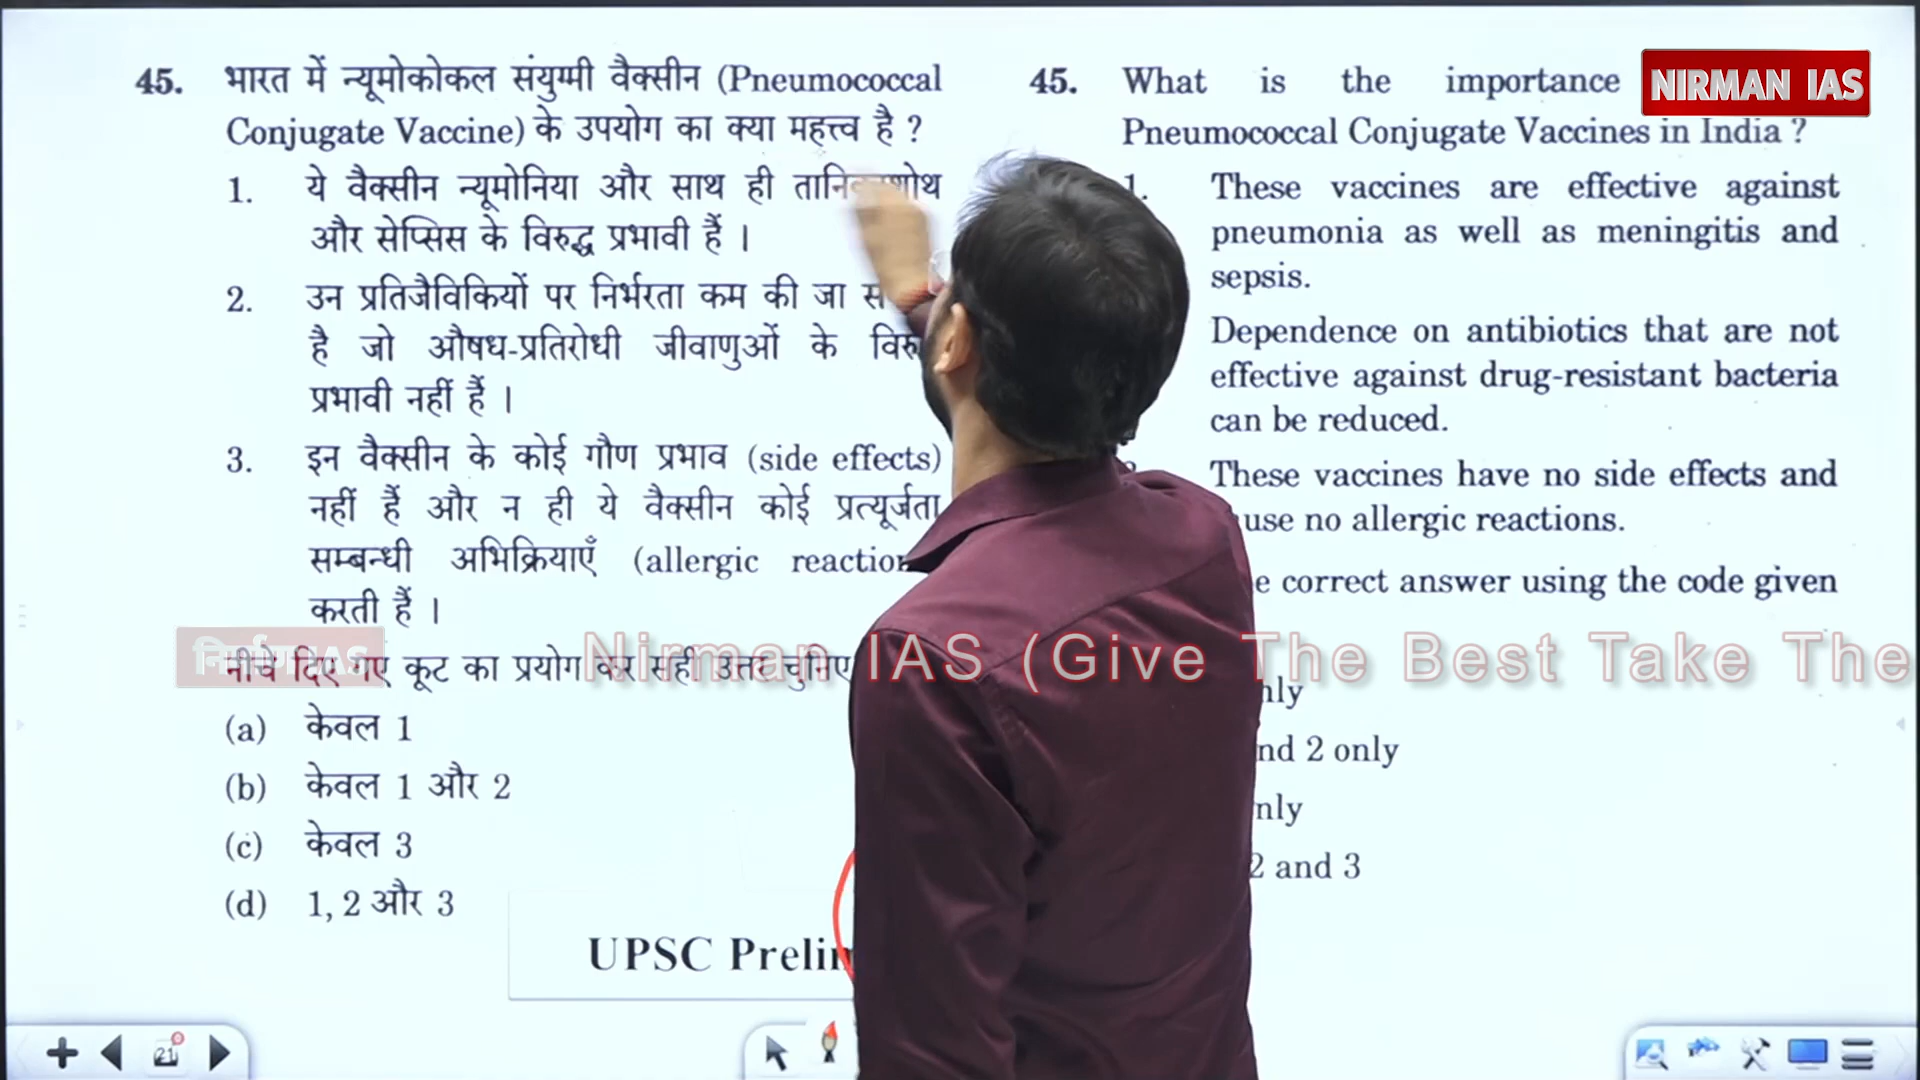 45. भारत में न्यूमोकोकल संयुग्मी वैक्सीन (Pneumococcal
Conjugate Vaccine) के उपयोग का क्या महत्त्व है ?
1. ये वैक्सीन न्यूमोनिया और साथ ही
और सेप्सिस के विरुद्ध प्रभावी हैं ।
2. उन प्रतिजैविकियों पर निर्भरता कम की जा
है जो औषध-प्रतिरोधी जीवाणुओं के
प्रभावी नहीं हैं ।
3. इन वैक्सीन के कोई गौण प्रभाव (side effects)
नहीं हैं और न ही ये वैक्सीन कोई प्रत्यूर्जता
सम्बन्धी अभिक्रियाएँ (allergic
करती हैं ।
नीचे दिए गए कूट का प्रयोग कर सही उत्तर चुनिए
(a) केवल 1
(b) केवल 1 और 2
(c) केवल 3
(d) 1, 2 और 3
45. What is the importance
Pneumococcal Conjugate Vaccines in India ?
1. These vaccines are effective against
pneumonia as well as meningitis and
sepsis.
Dependence on antibiotics that are not
effective against drug-resistant bacteria
can be reduced.
These vaccines have no side effects and
no allergic reactions.
correct answer using the code given
2 only
2 and 3
UPSC
NIRMAN IAS
निर्माण IAS
Nirman IAS (Give The Best Take The
21